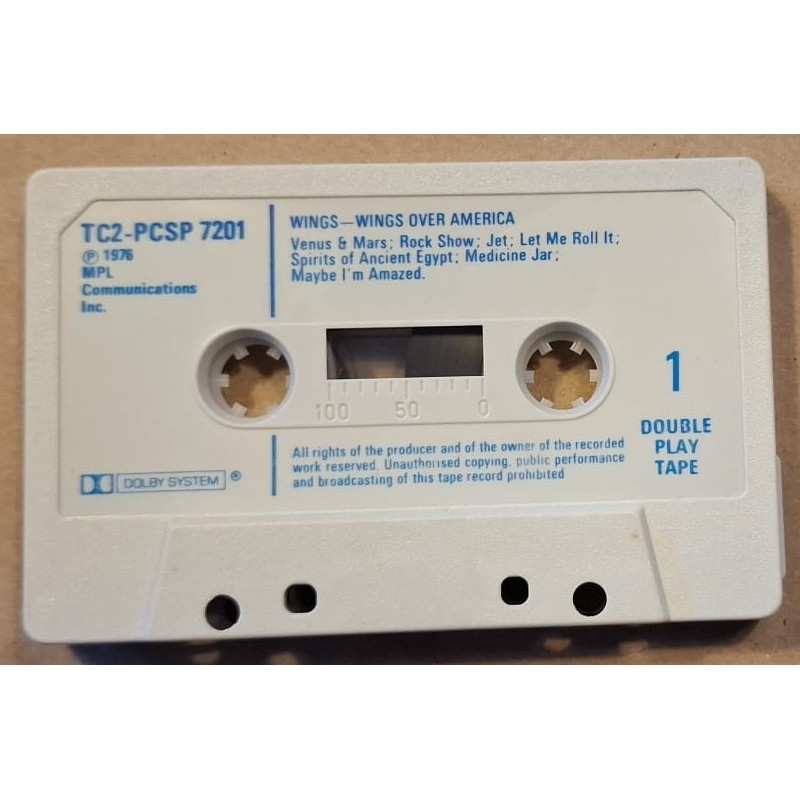 TC2-PCSP 7201
℗ 1976
MPL
Communications
Inc.
WINGS—WINGS OVER AMERICA
Venus & Mars; Rock Show; Jet; Let Me Roll It;
Spirits of Ancient Egypt; Medicine Jar;
Maybe I'm Amazed.
100 50 0
1
DOUBLE
PLAY
TAPE
DOLBY SYSTEM ®
All rights of the producer and of the owner of the recorded
work reserved. Unauthorised copying, public performance
and broadcasting of this tape record prohibited